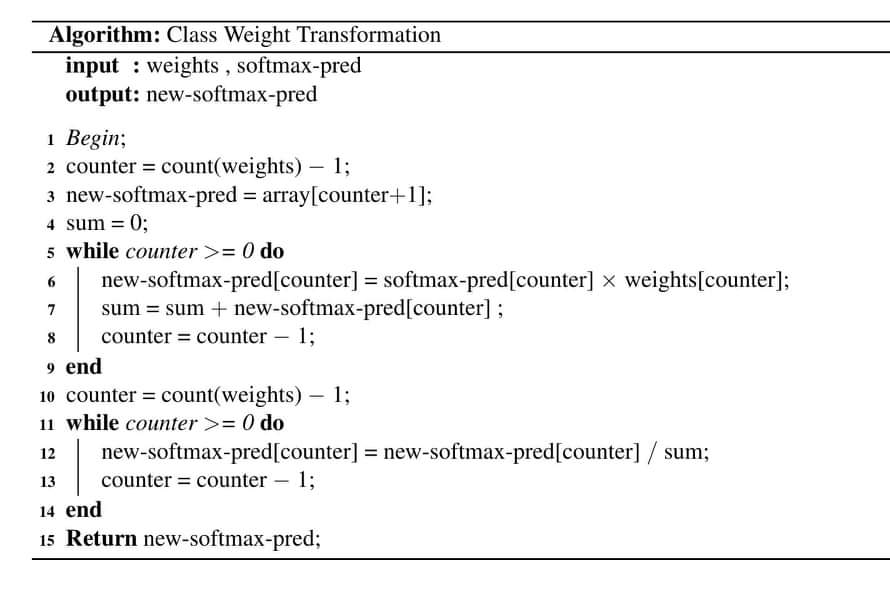 Algorithm: Class Weight Transformation
input : weights , softmax-pred
output: new-softmax-pred
1 Begin;
2 counter = count(weights) − 1;
3 new-softmax-pred = array[counter+1];
4 sum = 0;
5 while counter >= 0 do
6 new-softmax-pred[counter] = softmax-pred[counter] × weights[counter];
7 sum = sum + new-softmax-pred[counter] ;
8 counter = counter − 1;
9 end
10 counter = count(weights) − 1;
11 while counter >= 0 do
12 new-softmax-pred[counter] = new-softmax-pred[counter] / sum;
13 counter = counter − 1;
14 end
15 Return new-softmax-pred;